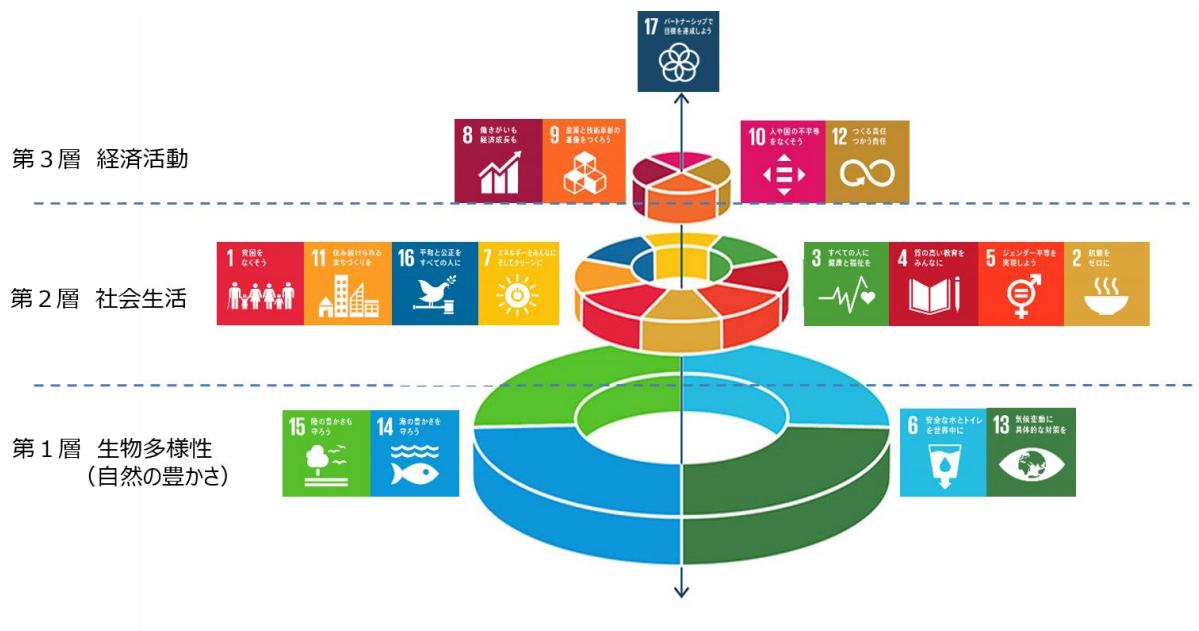 17 パートナーシップで
目標を達成しよう
第３層 経済活動
8 働きがいも
経済成長も
9 産業と技術革新の
基盤をつくろう
10 人や国の不平等
をなくそう
12 つくる責任
つかう責任
第２層 社会生活
1 貧困を
なくそう
11 住み続けられる
まちづくりを
16 平和と公正を
すべての人に
7 エネルギーをみんなに
そしてクリーンに
3 すべての人に
健康と福祉を
4 質の高い教育を
みんなに
5 ジェンダー平等を
実現しよう
2 飢餓を
ゼロに
第１層 生物多様性
（自然の豊かさ）
15 陸の豊かさも
守ろう
14 海の豊かさを
守ろう
6 安全な水とトイレ
を世界中に
13 気候変動に
具体的な対策を